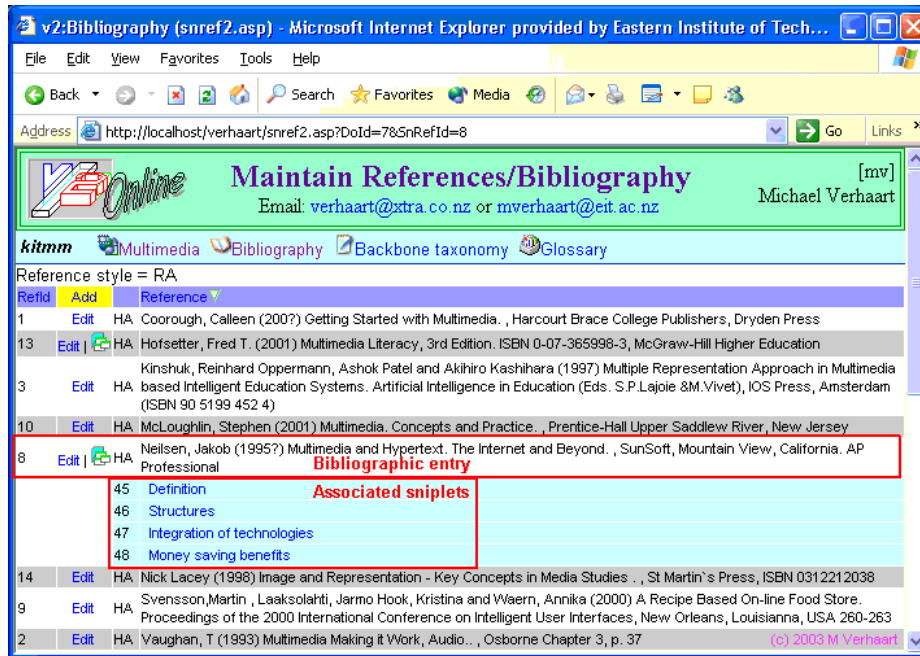 v2:Bibliography (snref2.asp) - Microsoft Internet Explorer provided by Eastern Institute of Tech...
File Edit View Favorites Tools Help
Back Search Favorites Media
Address http://localhost/verhaart/snref2.asp?DoId=7&SnRefId=8 Go Links »
Online Maintain References/Bibliography [mv]
Email: verhaart@xtra.co.nz or mverhaart@eit.ac.nz Michael Verhaart
kitmm Multimedia Bibliography Backbone taxonomy Glossary
Reference style = RA
RefId Add Reference
1 Edit HA Coorough, Calleen (200?) Getting Started with Multimedia. , Harcourt Brace College Publishers, Dryden Press
13 Edit | HA Hofsetter, Fred T. (2001) Multimedia Literacy, 3rd Edition. ISBN 0-07-365998-3, McGraw-Hill Higher Education
Kinshuk, Reinhard Oppermann, Ashok Patel and Akihiro Kashihara (1997) Multiple Representation Approach in Multimedia
3 Edit HA based Intelligent Education Systems. Artificial Intelligence in Education (Eds. S.P.Lajoie &M.Vivet), IOS Press, Amsterdam
(ISBN 90 5199 452 4)
10 Edit HA McLoughlin, Stephen (2001) Multimedia. Concepts and Practice. , Prentice-Hall Upper Saddlew River, New Jersey
8 Edit | HA Neilsen, Jakob (1995?) Multimedia and Hypertext. The Internet and Beyond. , SunSoft, Mountain View, California. AP
Professional Bibliographic entry
45 Definition Associated sniplets
46 Structures
47 Integration of technologies
48 Money saving benefits
14 Edit HA Nick Lacey (1998) Image and Representation - Key Concepts in Media Studies . , St Martin`s Press, ISBN 0312212038
9 Edit HA Svensson,Martin , Laaksolahti, Jarmo Hook, Kristina and Waern, Annika (2000) A Recipe Based On-line Food Store.
Proceedings of the 2000 International Conference on Intelligent User Interfaces, New Orleans, Louisianna, USA 260-263
2 Edit HA Vaughan, T (1993) Multimedia Making it Work, Audio.. , Osborne Chapter 3, p. 37 (c) 2003 M Verhaart